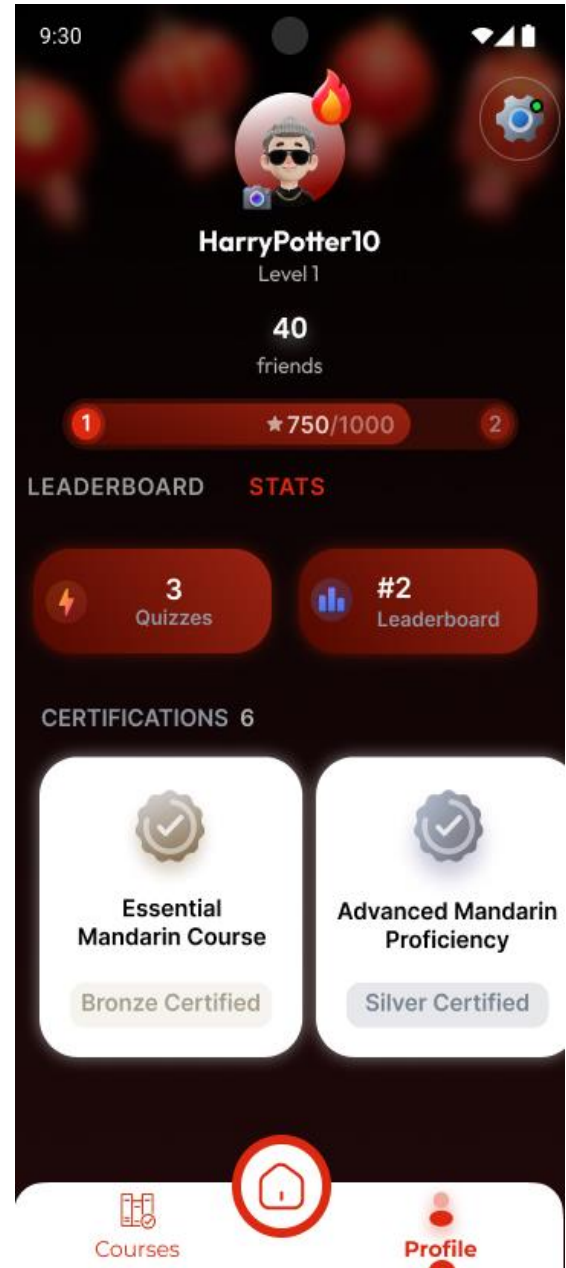 9:30
HarryPotter10
Level 1
40
friends
1 ★750/1000 2
LEADERBOARD STATS
3
Quizzes
#2
Leaderboard
CERTIFICATIONS 6
Essential
Mandarin Course
Bronze Certified
Advanced Mandarin
Proficiency
Silver Certified
Courses
Profile